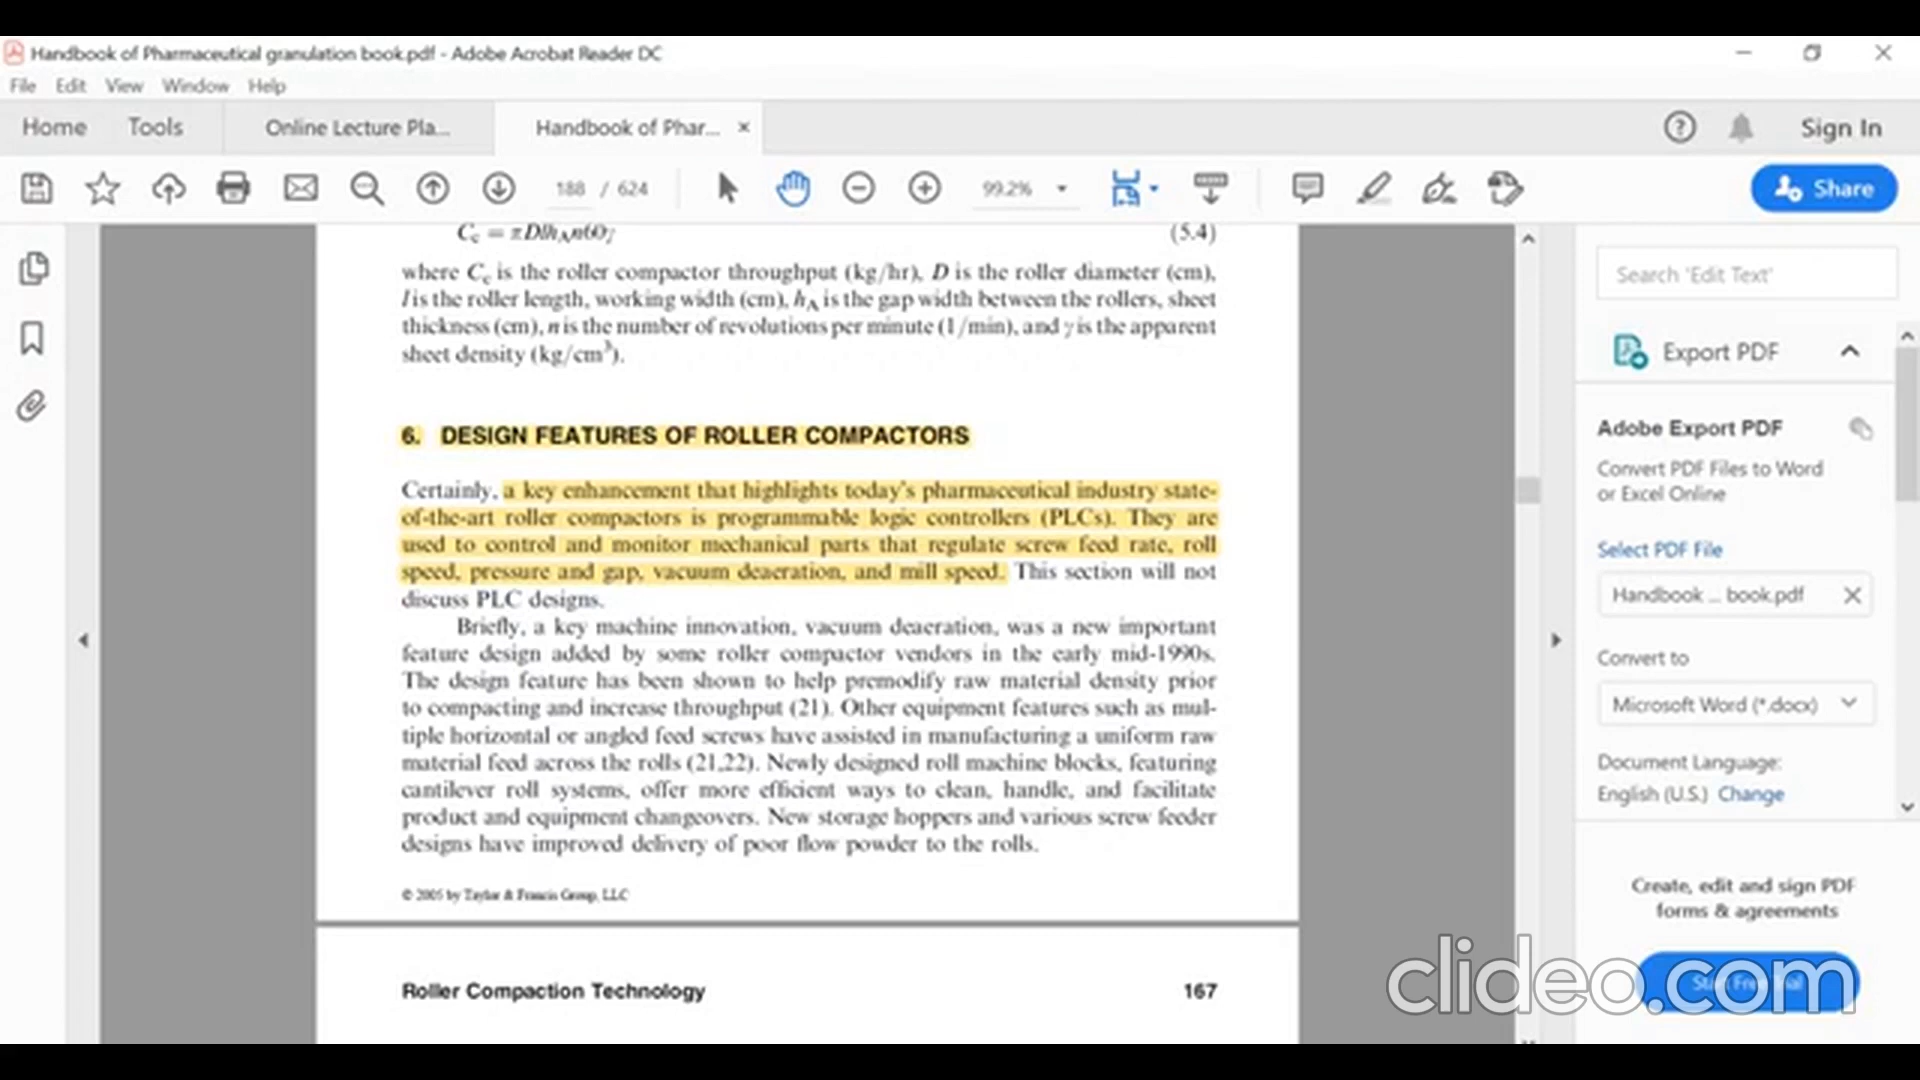 Handbook of Pharmaceutical granulation book.pdf - Adobe Acrobat Reader DC
File Edit View Window Help
Home Tools Online Lecture Pla... Handbook of Phar... × Sign In
188 / 624 99.2% Share
C_c = πDlh_A n60γ (5.4)
where C_c is the roller compactor throughput (kg/hr), D is the roller diameter (cm),
l is the roller length, working width (cm), h_A is the gap width between the rollers, sheet
thickness (cm), n is the number of revolutions per minute (1/min), and γ is the apparent
sheet density (kg/cm³).
6. DESIGN FEATURES OF ROLLER COMPACTORS
Certainly, a key enhancement that highlights today's pharmaceutical industry state-
of-the-art roller compactors is programmable logic controllers (PLCs). They are
used to control and monitor mechanical parts that regulate screw feed rate, roll
speed, pressure and gap, vacuum deaeration, and mill speed. This section will not
discuss PLC designs.
Briefly, a key machine innovation, vacuum deaeration, was a new important
feature design added by some roller compactor vendors in the early mid-1990s.
The design feature has been shown to help premodify raw material density prior
to compacting and increase throughput (21). Other equipment features such as mul-
tiple horizontal or angled feed screws have assisted in manufacturing a uniform raw
material feed across the rolls (21,22). Newly designed roll machine blocks, featuring
cantilever roll systems, offer more efficient ways to clean, handle, and facilitate
product and equipment changeovers. New storage hoppers and various screw feeder
designs have improved delivery of poor flow powder to the rolls.
© 2005 by Taylor & Francis Group, LLC
Roller Compaction Technology 167
Search 'Edit Text'
Export PDF
Adobe Export PDF
Convert PDF Files to Word
or Excel Online
Select PDF File
Handbook ... book.pdf
Convert to
Microsoft Word (*.docx)
Document Language:
English (U.S.) Change
Create, edit and sign PDF
forms & agreements
Start Free Trial
clideo.com